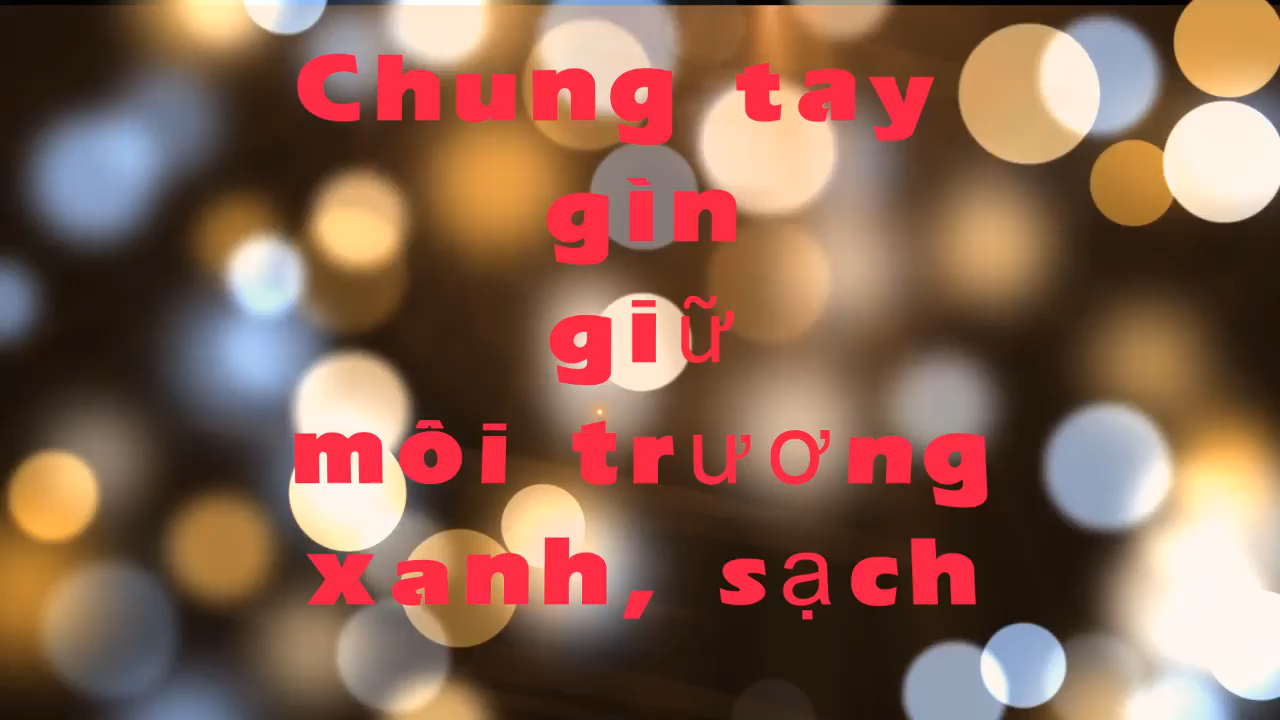 Chung tay
gìn
giữ
môi trương
xanh, sạch